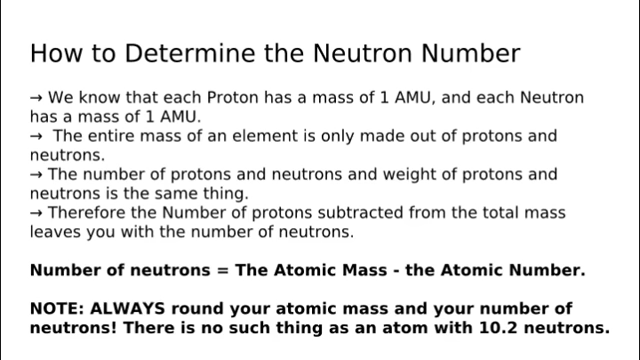 How to Determine the Neutron Number
→ We know that each Proton has a mass of 1 AMU, and each Neutron
has a mass of 1 AMU.
→  The entire mass of an element is only made out of protons and
neutrons.
→ The number of protons and neutrons and weight of protons and
neutrons is the same thing.
→ Therefore the Number of protons subtracted from the total mass
leaves you with the number of neutrons.
Number of neutrons = The Atomic Mass - the Atomic Number.
NOTE: ALWAYS round your atomic mass and your number of
neutrons! There is no such thing as an atom with 10.2 neutrons.